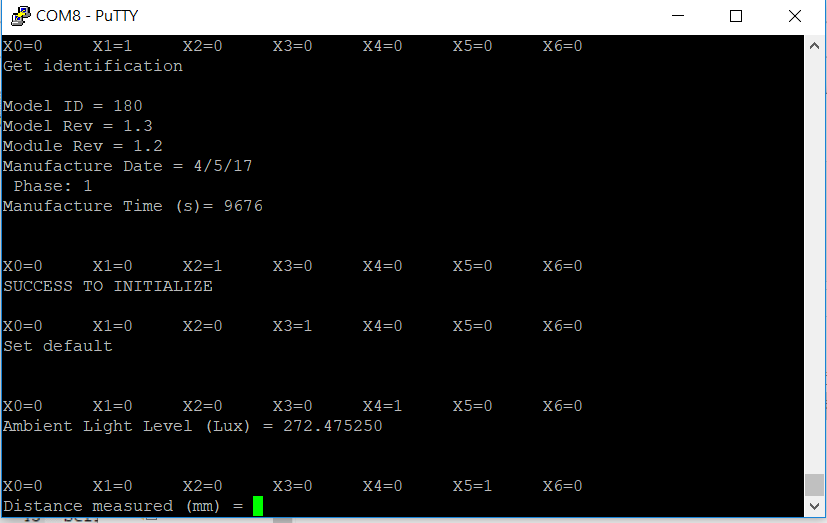 COM8 - PuTTY
X0=0 X1=1 X2=0 X3=0 X4=0 X5=0 X6=0
Get identification
Model ID = 180
Model Rev = 1.3
Module Rev = 1.2
Manufacture Date = 4/5/17
Phase: 1
Manufacture Time (s)= 9676
X0=0 X1=0 X2=1 X3=0 X4=0 X5=0 X6=0
SUCCESS TO INITIALIZE
X0=0 X1=0 X2=0 X3=1 X4=0 X5=0 X6=0
Set default
X0=0 X1=0 X2=0 X3=0 X4=1 X5=0 X6=0
Ambient Light Level (Lux) = 272.475250
X0=0 X1=0 X2=0 X3=0 X4=0 X5=1 X6=0
Distance measured (mm) =